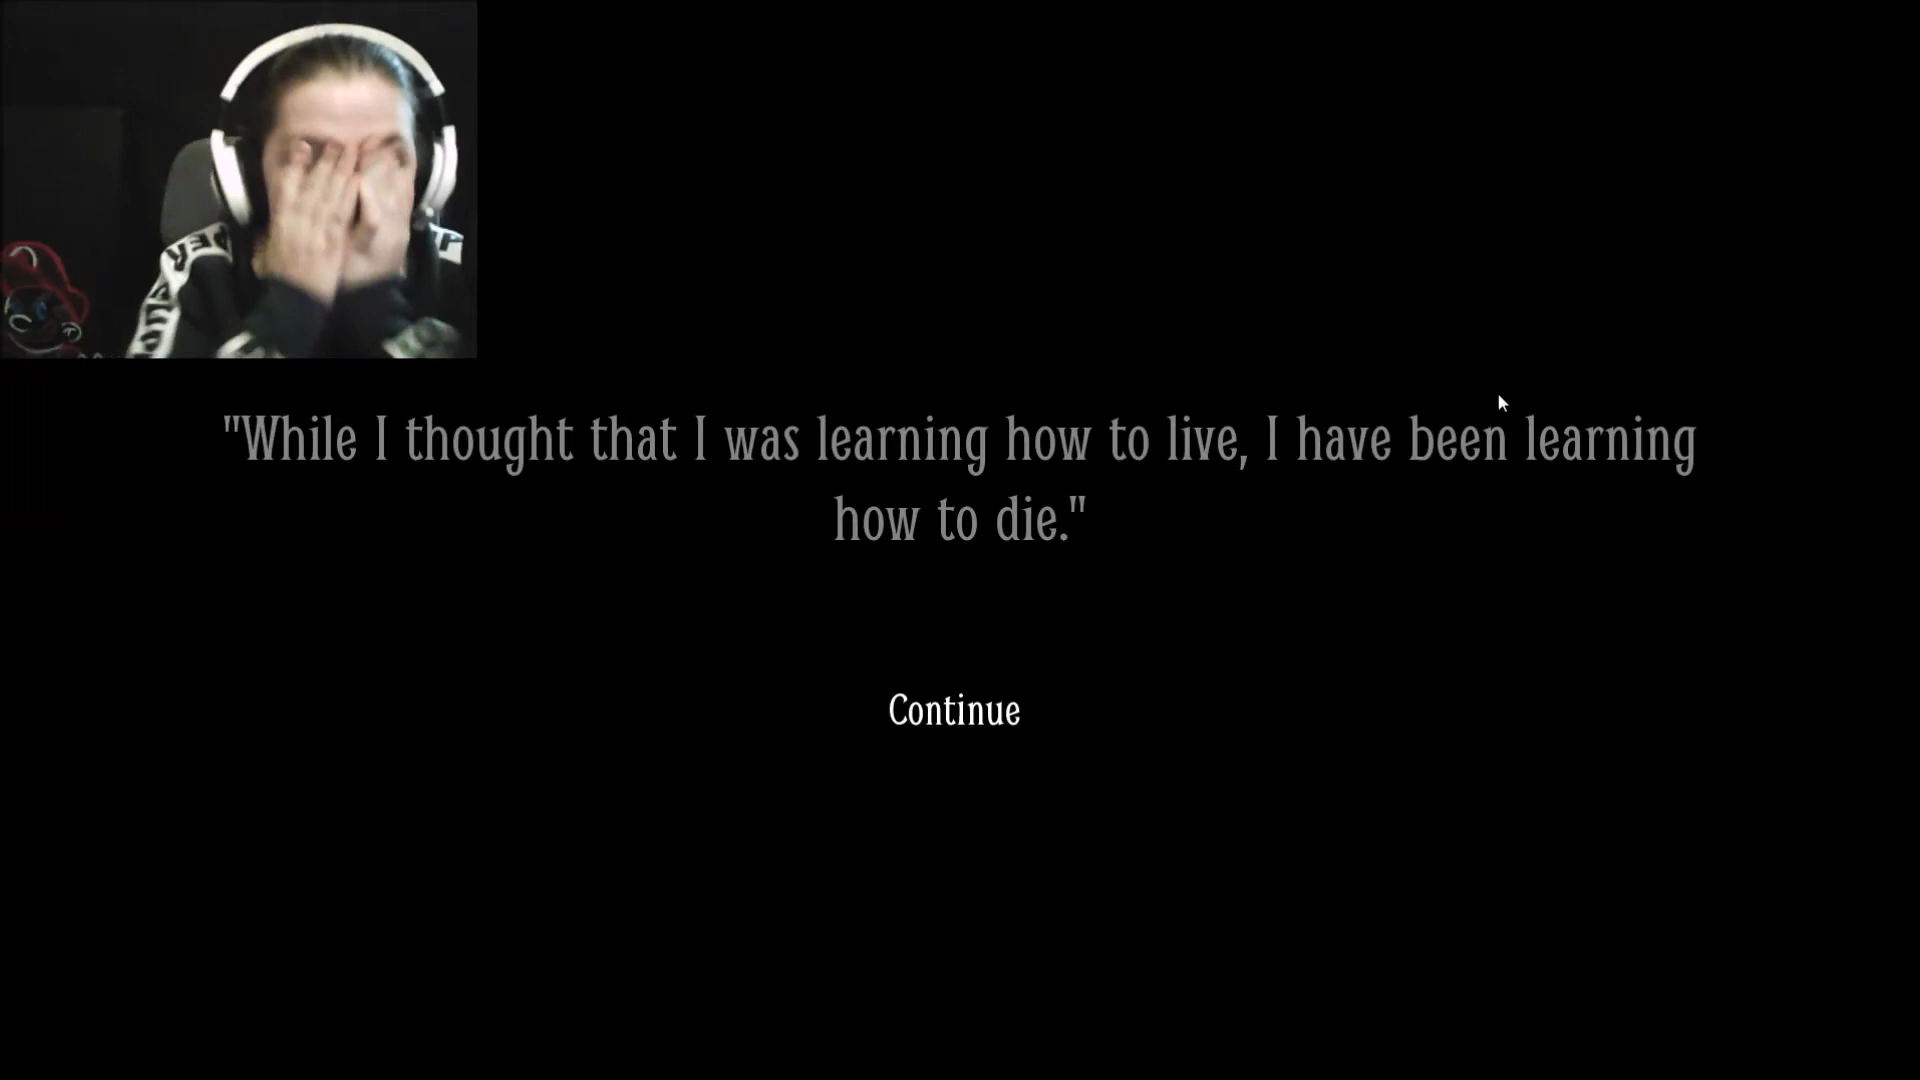 "While I thought that I was learning how to live, I have been learning
how to die."
Continue